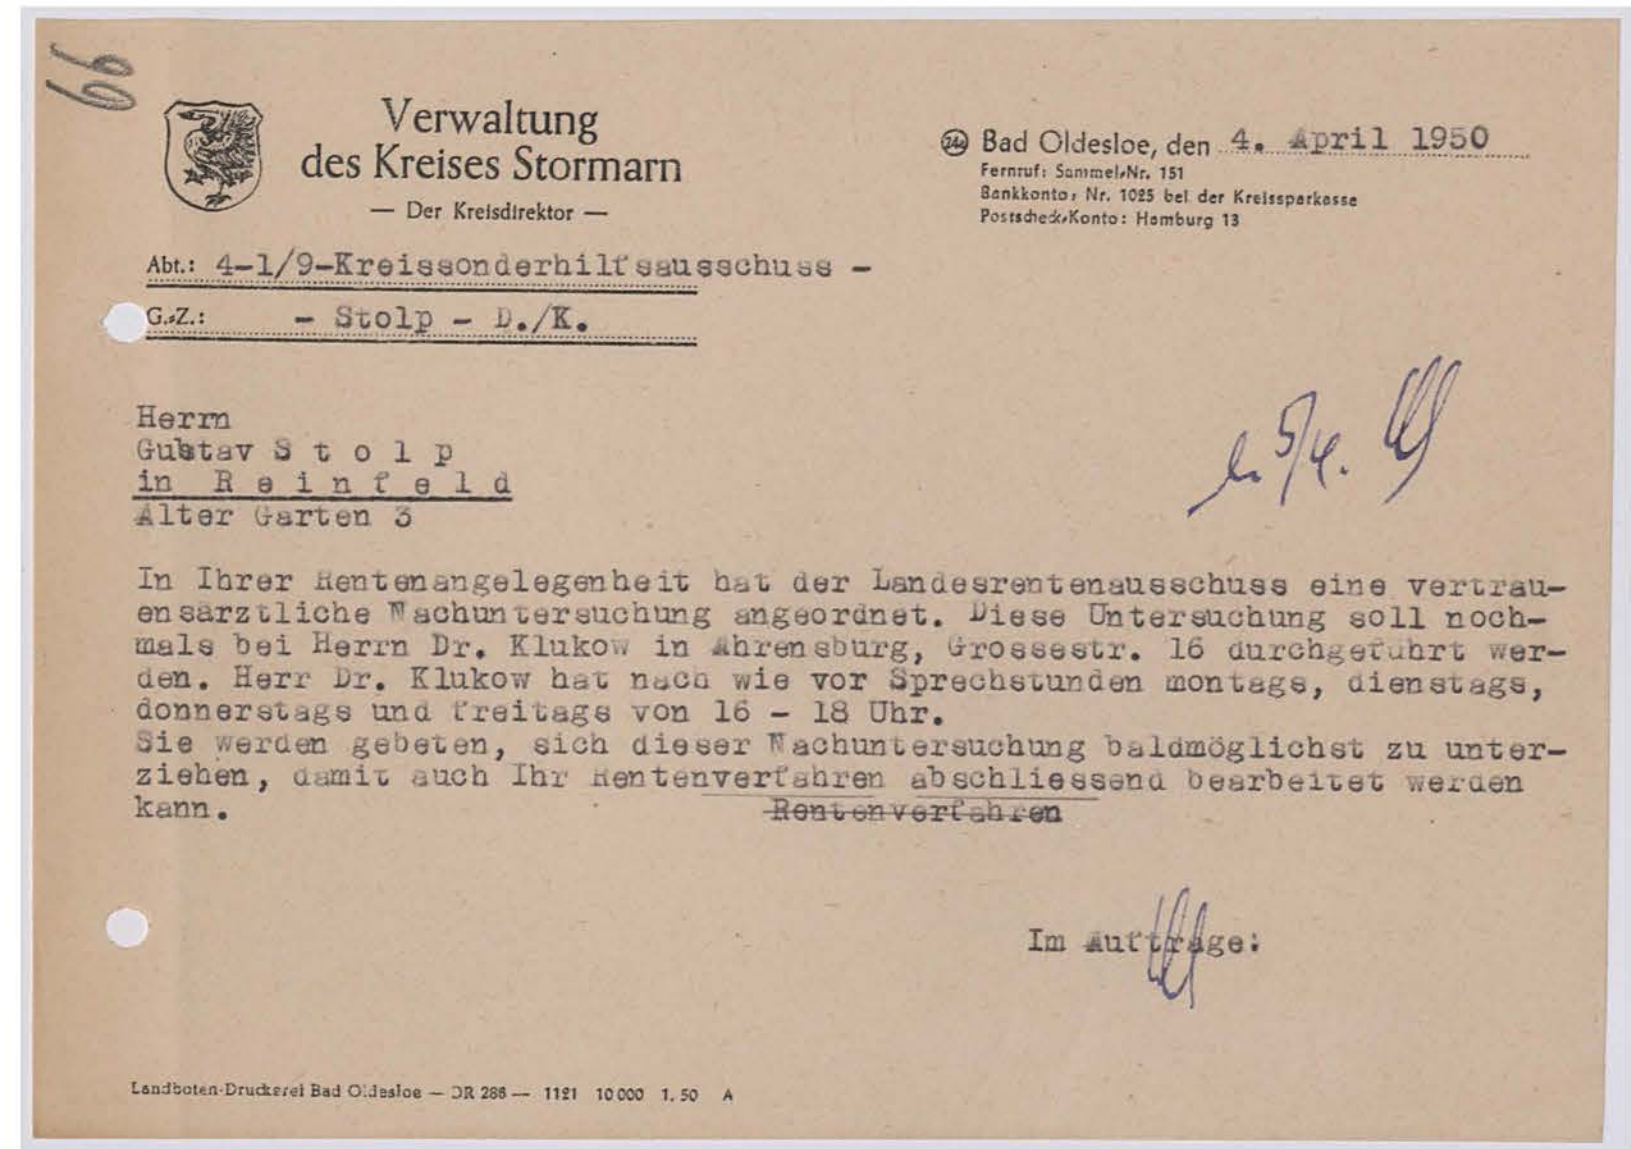 66
Verwaltung
des Kreises Stormarn
— Der Kreisdirektor —
24a Bad Oldesloe, den 4. April 1950
Fernruf: Sammel-Nr. 151
Bankkonto: Nr. 1025 bei der Kreissparkasse
Postscheck-Konto: Hamburg 13
Abt.: 4-1/9-Kreissonderhilfsausschuss -
G.-Z.: - Stolp - D./K.
5/4.
Herrn
Gustav S t o l p
in R e i n f e l d
Alter Garten 3
In Ihrer Rentenangelegenheit hat der Landesrentenausschuss eine vertrau-
ensärztliche Nachuntersuchung angeordnet. Diese Untersuchung soll noch-
mals bei Herrn Dr. Klukow in Ahrensburg, Grossestr. 16 durchgeführt wer-
den. Herr Dr. Klukow hat nach wie vor Sprechstunden montags, dienstags,
donnerstags und freitags von 16 - 18 Uhr.
Sie werden gebeten, sich dieser Nachuntersuchung baldmöglichst zu unter-
ziehen, damit auch Ihr Rentenverfahren abschliessend bearbeitet werden
kann. Rentenverfahren
Im Auftrage:
Landboten-Druckerei Bad Oldesloe — DR 286 — 1121 10000 1.50 A